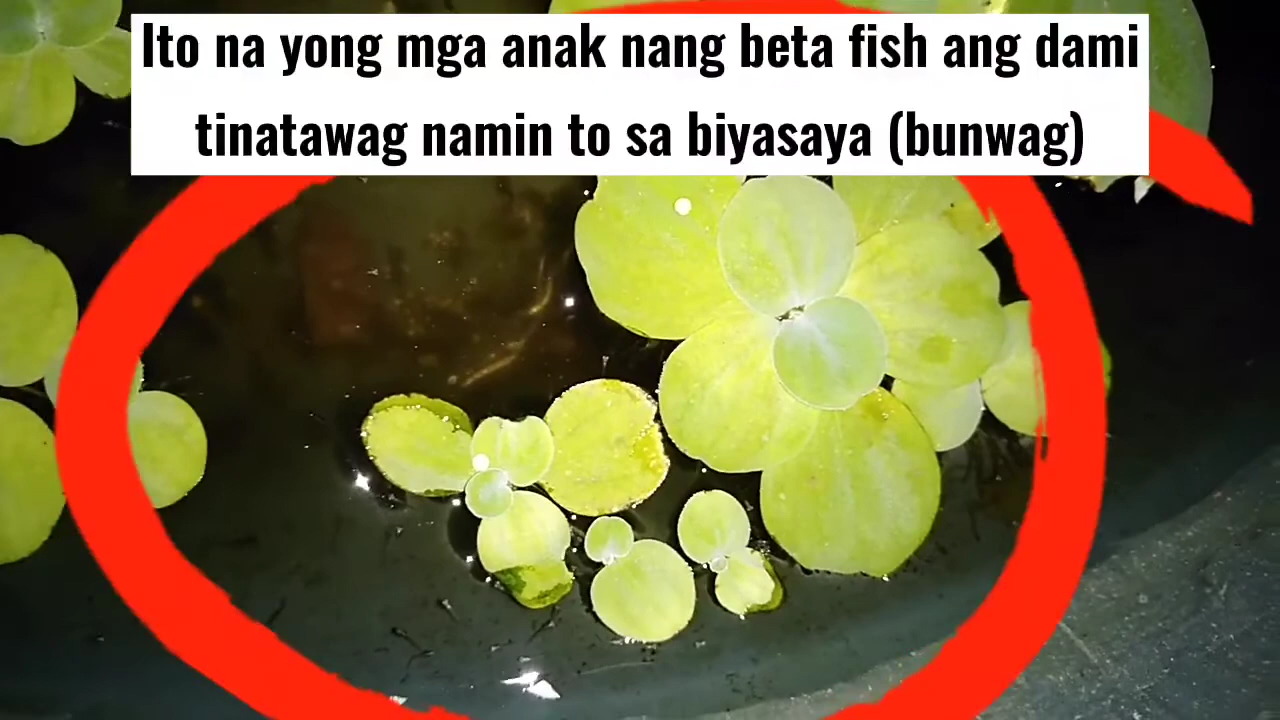 Ito na yong mga anak nang beta fish ang dami
tinatawag namin to sa biyasaya (bunwag)